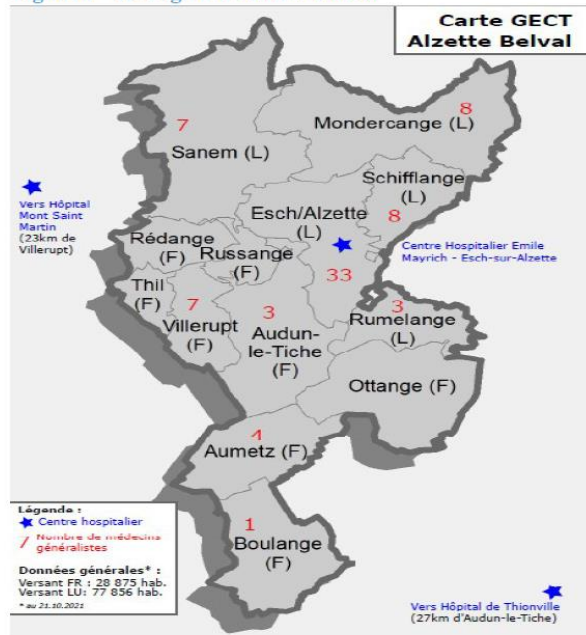 Carte GECT
Alzette Belval
8
7
Mondercange (L)
Sanem (L)
Schifflange
(L)
8
Vers Hôpital
Mont Saint
Martin
(23km de
Villerupt)
Esch/Alzette
(L)
Centre Hospitalier Emile
Mayrich - Esch-sur-Alzette
Rédange
(F)
Russange
(F)
33
Thil
(F)
7
Villerupt
(F)
3
Audun-
le-Tiche
(F)
3
Rumelange
(L)
Ottange (F)
Aumetz (F)
1
Boulange
(F)
Légende :
Centre hospitalier
7 Nombre de médecins
généralistes
Données générales* :
Versant FR : 28 875 hab.
Versant LU: 77 856 hab.
* au 21.10.2021
Vers Hôpital de Thionville
(27km d'Audun-le-Tiche)